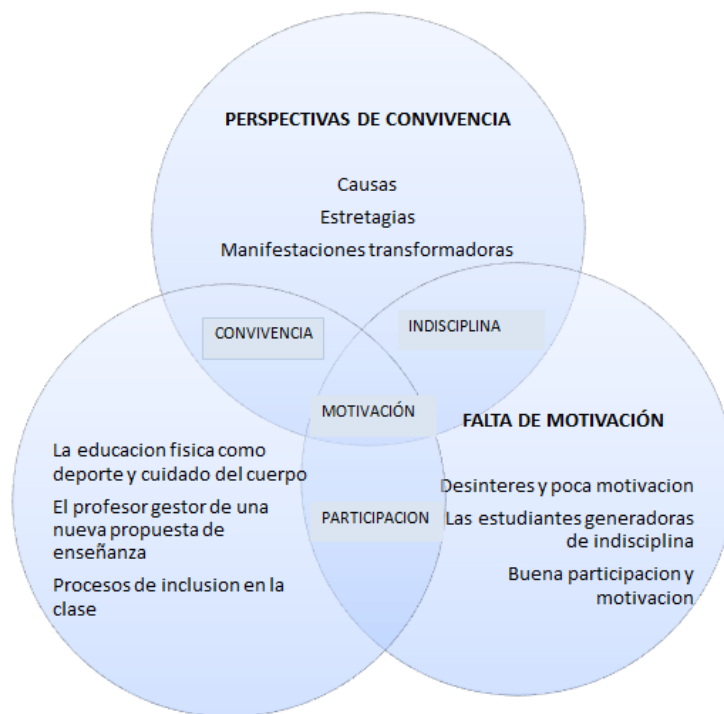 PERSPECTIVAS DE CONVIVENCIA
Causas
Estretagias
Manifestaciones transformadoras
CONVIVENCIA
INDISCIPLINA
MOTIVACIÓN
PARTICIPACION
La educacion fisica como
deporte y cuidado del cuerpo
El profesor gestor de una
nueva propuesta de
enseñanza
Procesos de inclusion en la
clase
FALTA DE MOTIVACIÓN
Desinteres y poca motivacion
Las estudiantes generadoras
de indisciplina
Buena participacion y
motivacion